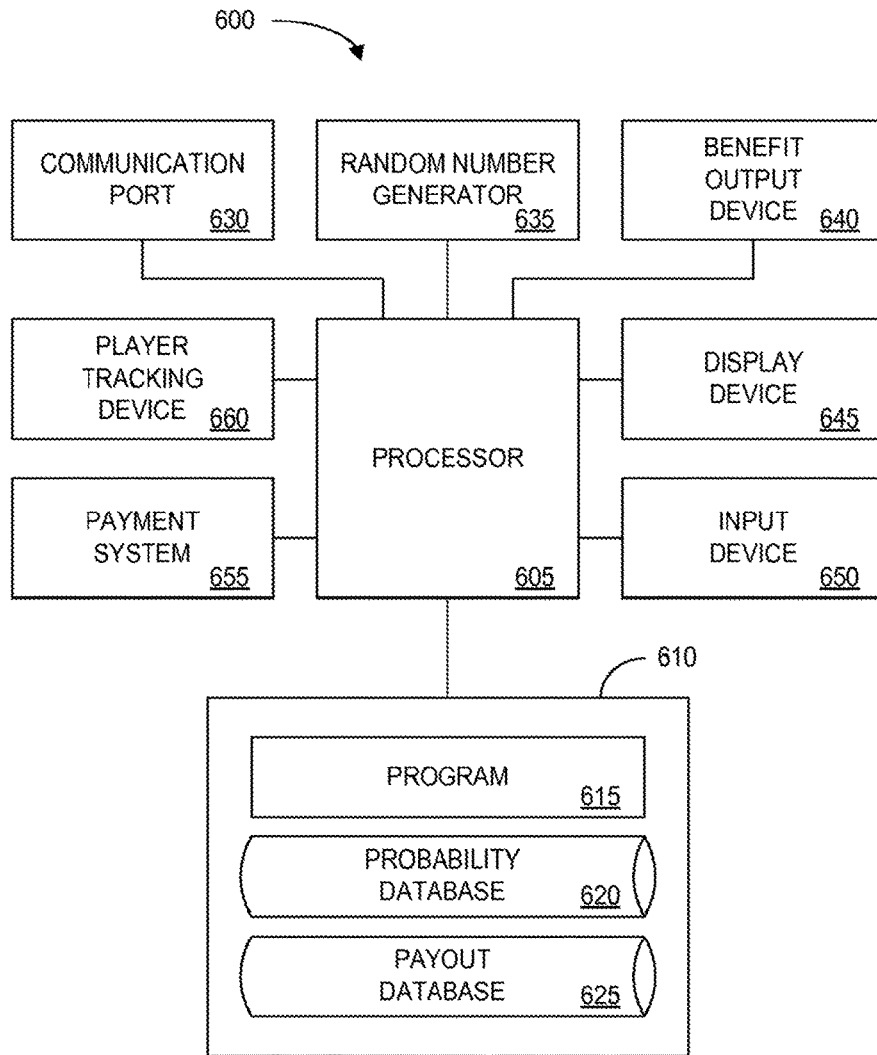 600
COMMUNICATION
PORT
630
RANDOM NUMBER
GENERATOR
635
BENEFIT
OUTPUT
DEVICE
640
PLAYER
TRACKING
DEVICE
660
PROCESSOR
605
DISPLAY
DEVICE
645
PAYMENT
SYSTEM
655
INPUT
DEVICE
650
610
PROGRAM
615
PROBABILITY
DATABASE
620
PAYOUT
DATABASE
625